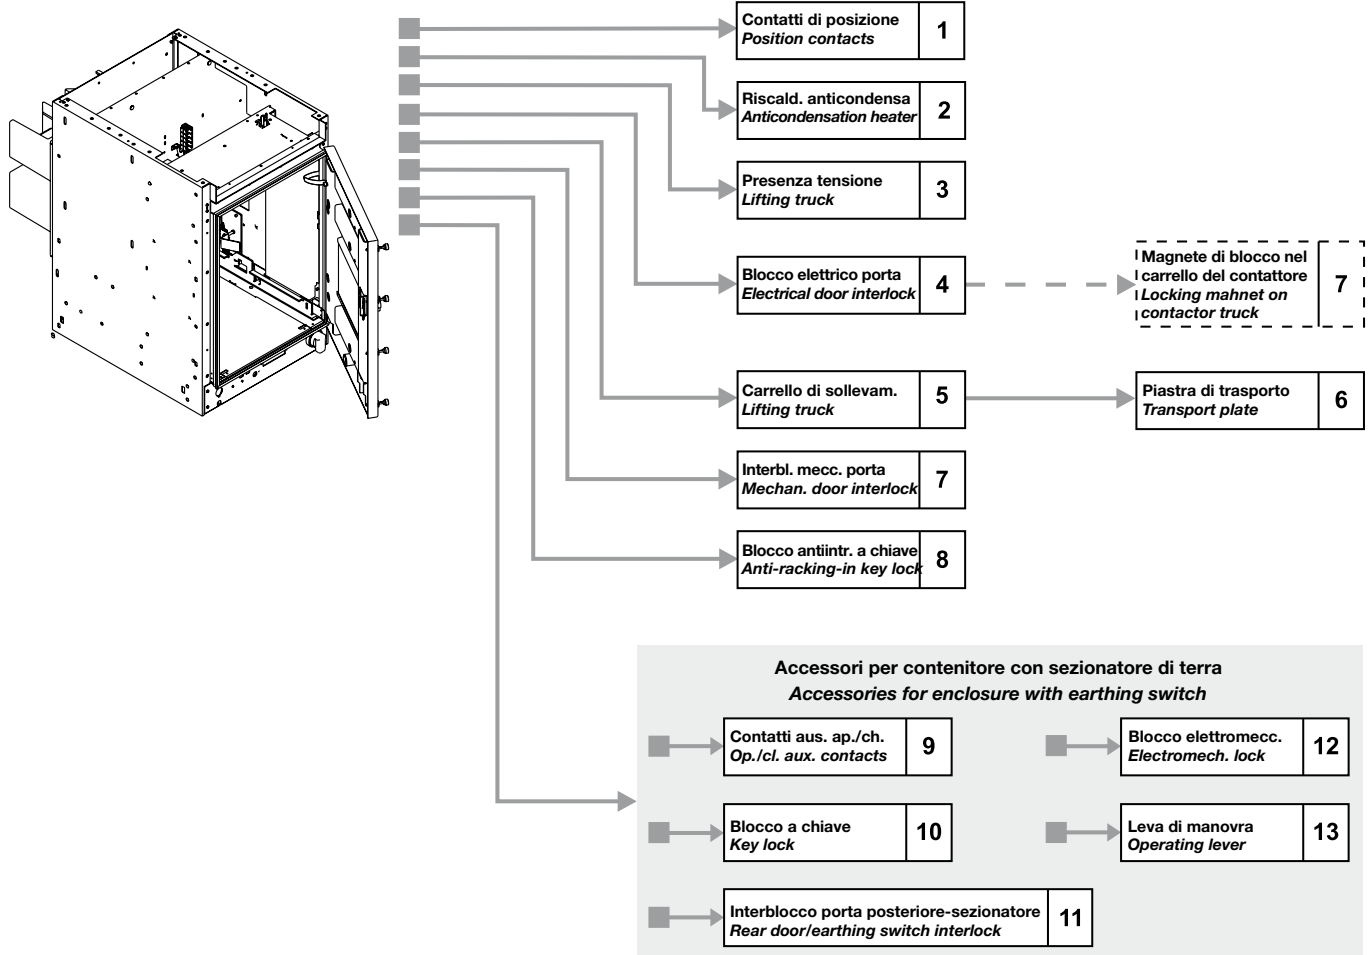 Contatti di posizione
Position contacts
1
Riscald. anticondensa
Anticondensation heater
2
Presenza tensione
Lifting truck
3
Blocco elettrico porta
Electrical door interlock
4
Magnete di blocco nel
carrello del contattore
Locking mahnet on
contactor truck
7
Carrello di sollevam.
Lifting truck
5
Piastra di trasporto
Transport plate
6
Interbl. mecc. porta
Mechan. door interlock
7
Blocco antiintr. a chiave
Anti-racking-in key lock
8
Accessori per contenitore con sezionatore di terra
Accessories for enclosure with earthing switch
Contatti aus. ap./ch.
Op./cl. aux. contacts
9
Blocco elettromecc.
Electromech. lock
12
Blocco a chiave
Key lock
10
Leva di manovra
Operating lever
13
Interblocco porta posteriore-sezionatore
Rear door/earthing switch interlock
11